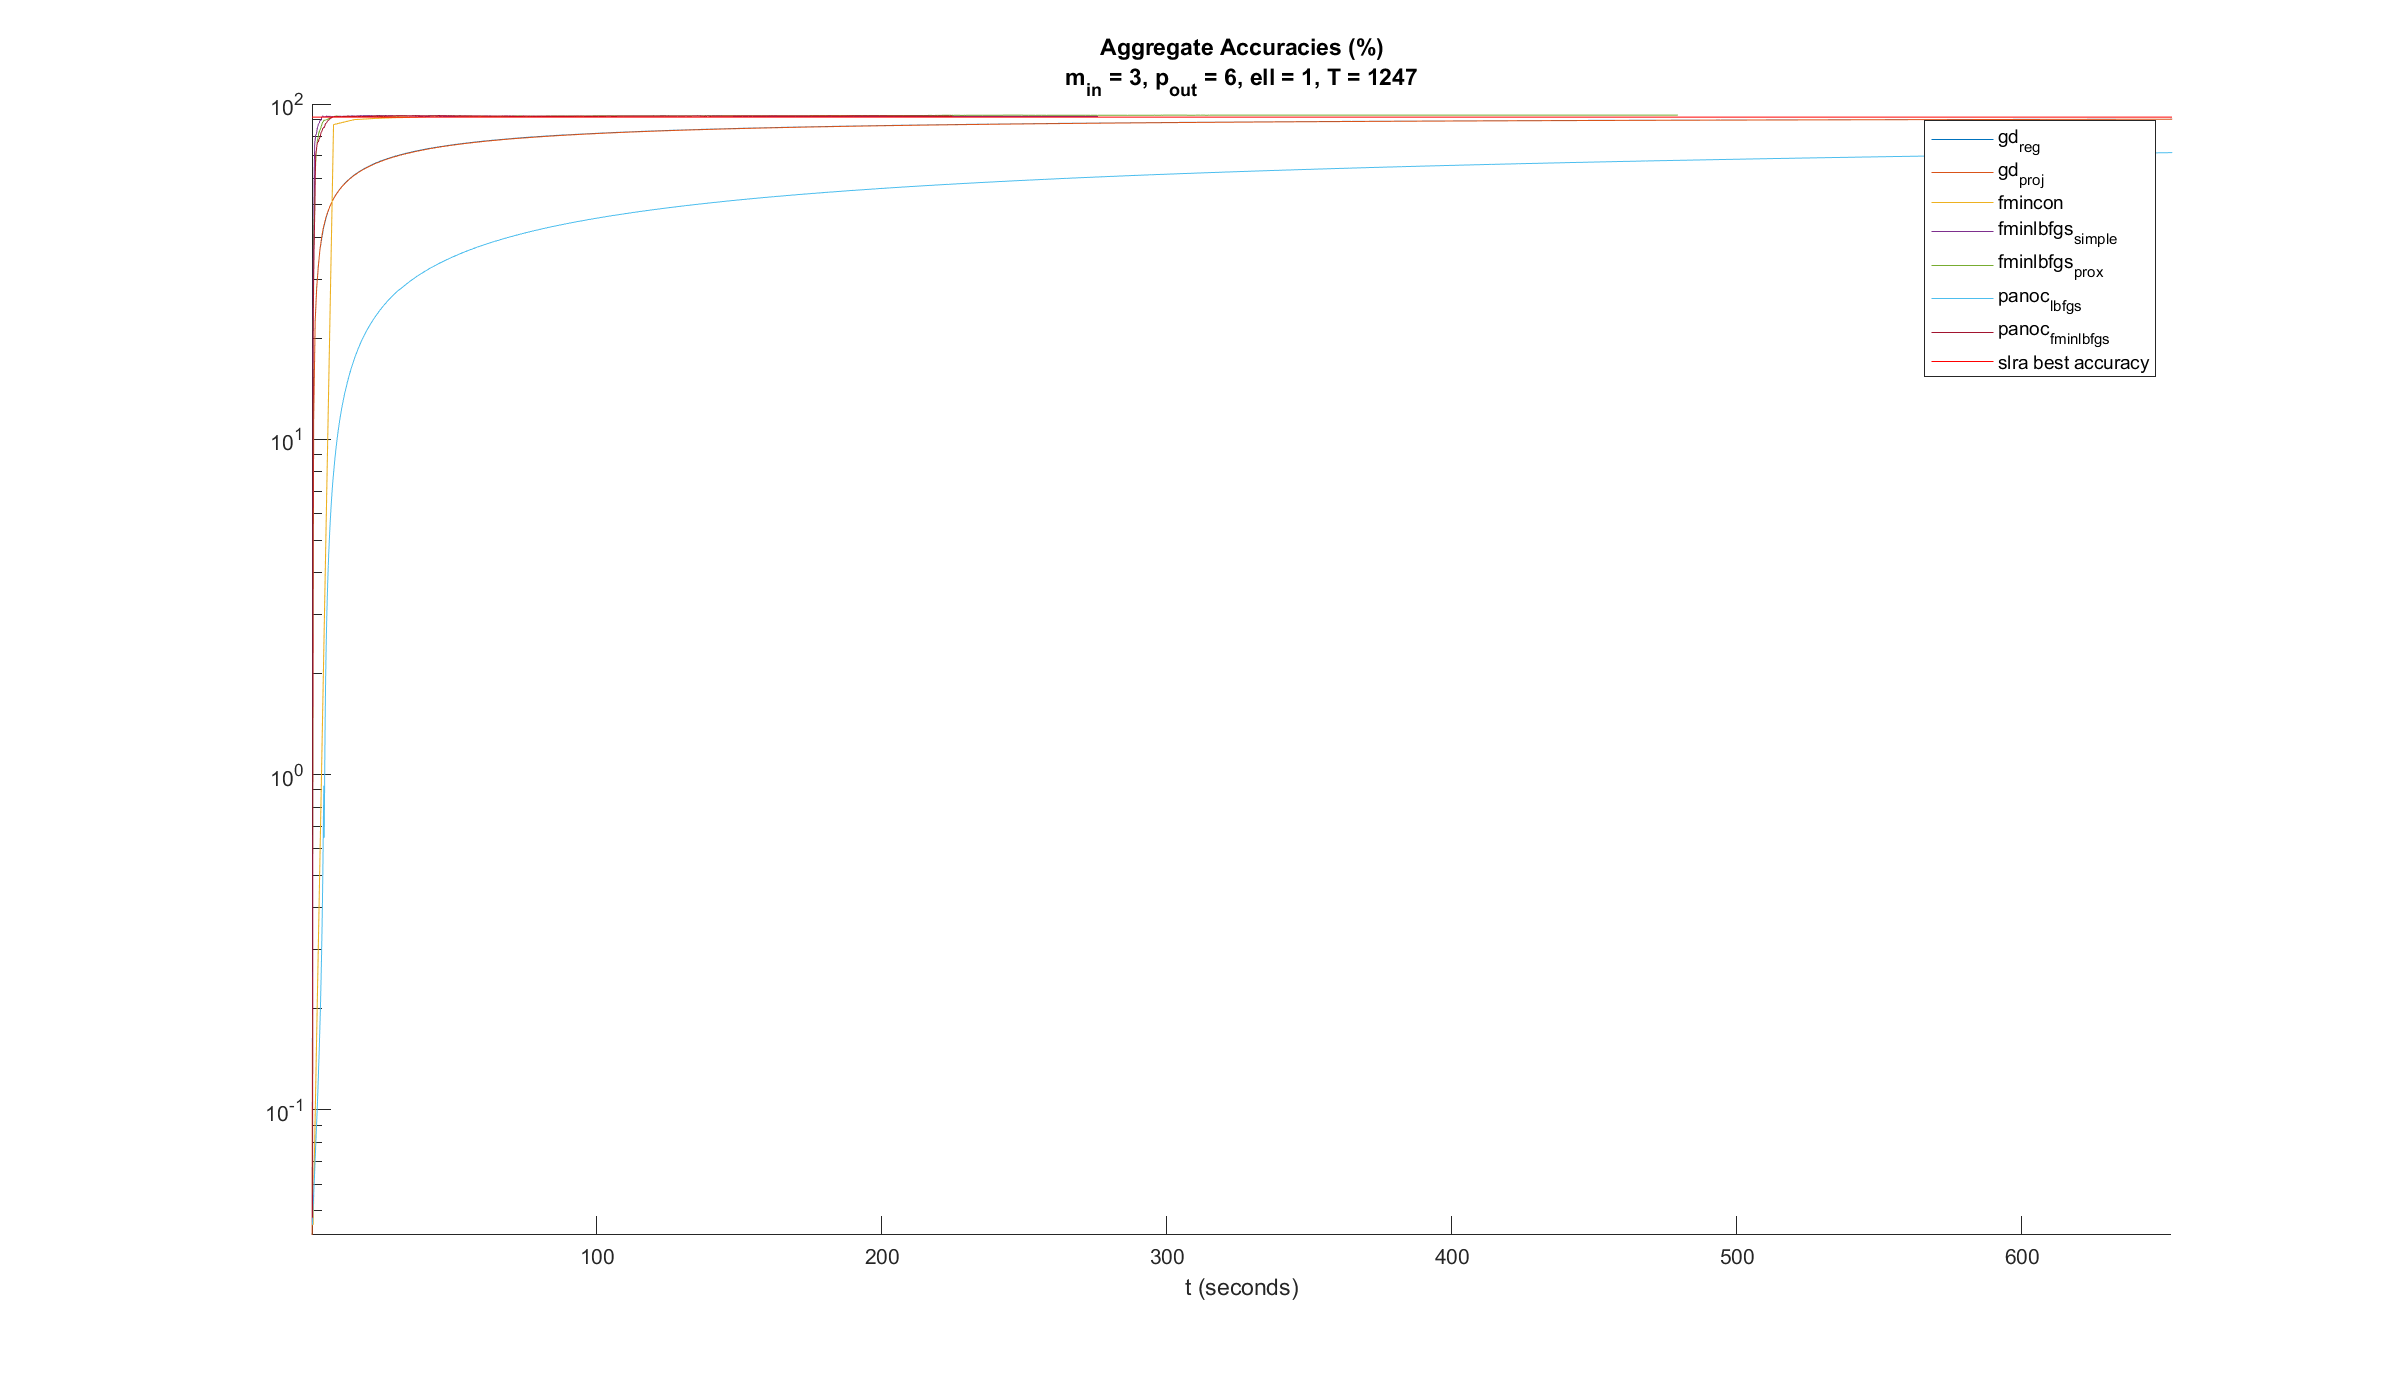 Aggregate Accuracies (%)
m_in = 3, p_out = 6, ell = 1, T = 1247
10^2
10^1
10^0
10^-1
gd_reg
gd_proj
fmincon
fminlbfgs_simple
fminlbfgs_prox
panoc_lbfgs
panoc_fminlbfgs
slra best accuracy
100 200 300 400 500 600
t (seconds)